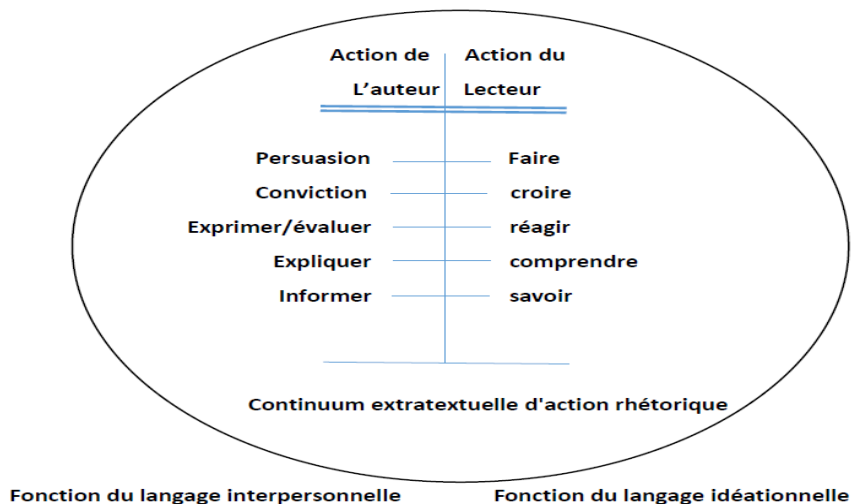 Action de Action du
L'auteur Lecteur
Persuasion Faire
Conviction croire
Exprimer/évaluer réagir
Expliquer comprendre
Informer savoir
Continuum extratextuelle d'action rhétorique
Fonction du langage interpersonnelle Fonction du langage idéationnelle